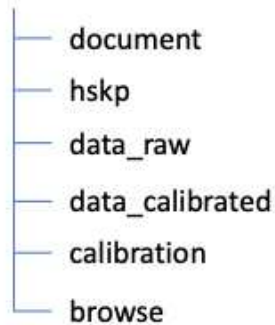 document
hskp
data_raw
data_calibrated
calibration
browse